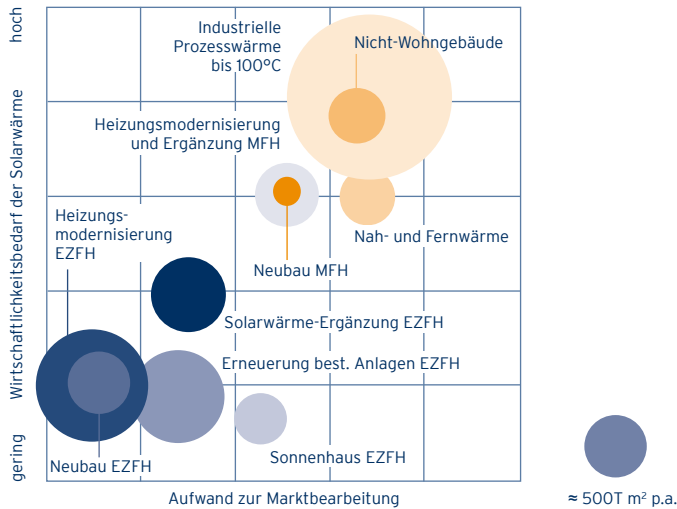 hoch
Wirtschaftlichkeitsbedarf der Solarwärme
gering
Industrielle
Prozesswärme
bis 100°C
Nicht-Wohngebäude
Heizungsmodernisierung
und Ergänzung MFH
Heizungs-
modernisierung
EZFH
Nah- und Fernwärme
Neubau MFH
Solarwärme-Ergänzung EZFH
Erneuerung best. Anlagen EZFH
Neubau EZFH
Sonnenhaus EZFH
Aufwand zur Marktbearbeitung
≈ 500T m² p.a.